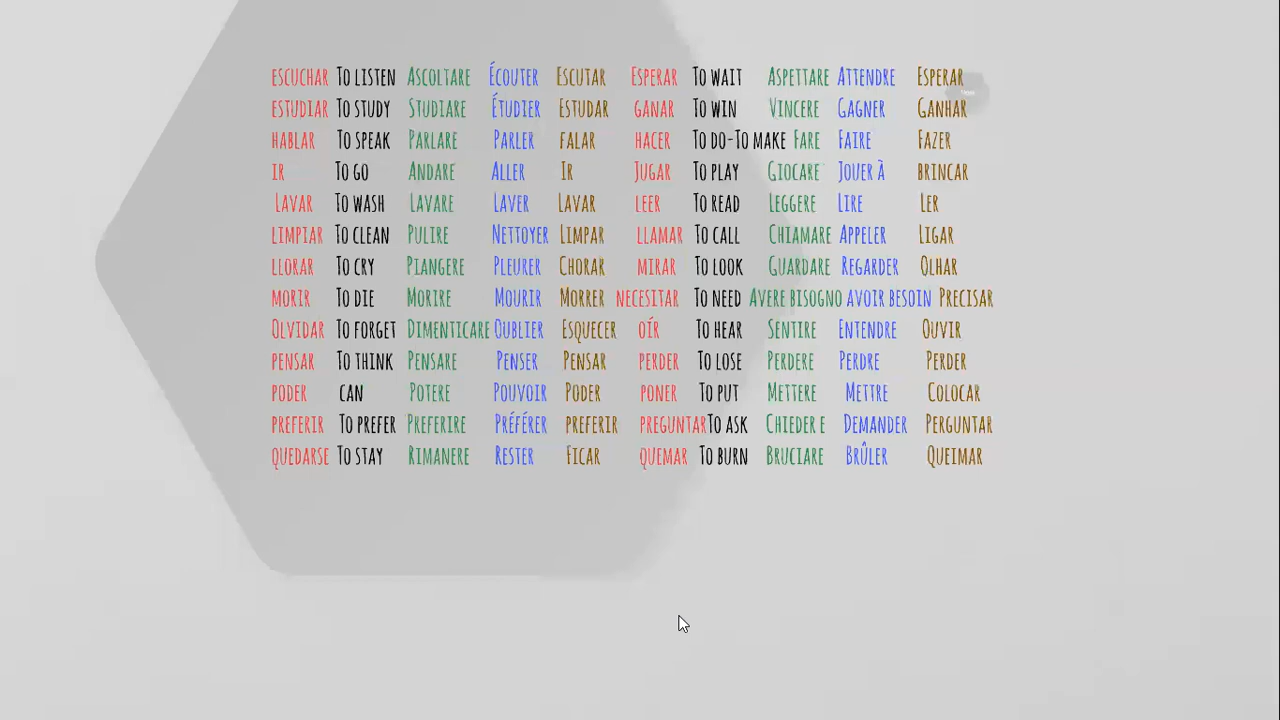 ESCUCHAR TO LISTEN ASCOLTARE ÉCOUTER ESCUTAR ESPERAR TO WAIT ASPETTARE ATTENDRE ESPERAR
ESTUDIAR TO STUDY STUDIARE ÉTUDIER ESTUDAR GANAR TO WIN VINCERE GAGNER GANHAR
HABLAR TO SPEAK PARLARE PARLER FALAR HACER TO DO-TO MAKE FARE FAIRE FAZER
IR TO GO ANDARE ALLER IR JUGAR TO PLAY GIOCARE JOUER À BRINCAR
LAVAR TO WASH LAVARE LAVER LAVAR LEER TO READ LEGGERE LIRE LER
LIMPIAR TO CLEAN PULIRE NETTOYER LIMPAR LLAMAR TO CALL CHIAMARE APPELER LIGAR
LLORAR TO CRY PIANGERE PLEURER CHORAR MIRAR TO LOOK GUARDARE REGARDER OLHAR
MORIR TO DIE MORIRE MOURIR MORRER NECESITAR TO NEED AVERE BISOGNO AVOIR BESOIN PRECISAR
OLVIDAR TO FORGET DIMENTICARE OUBLIER ESQUECER OÍR TO HEAR SENTIRE ENTENDRE OUVIR
PENSAR TO THINK PENSARE PENSER PENSAR PERDER TO LOSE PERDERE PERDRE PERDER
PODER CAN POTERE POUVOIR PODER PONER TO PUT METTERE METTRE COLOCAR
PREFERIR TO PREFER PREFERIRE PRÉFÉRER PREFERIR PREGUNTAR TO ASK CHIEDER E DEMANDER PERGUNTAR
QUEDARSE TO STAY RIMANERE RESTER FICAR QUEMAR TO BURN BRUCIARE BRÛLER QUEIMAR